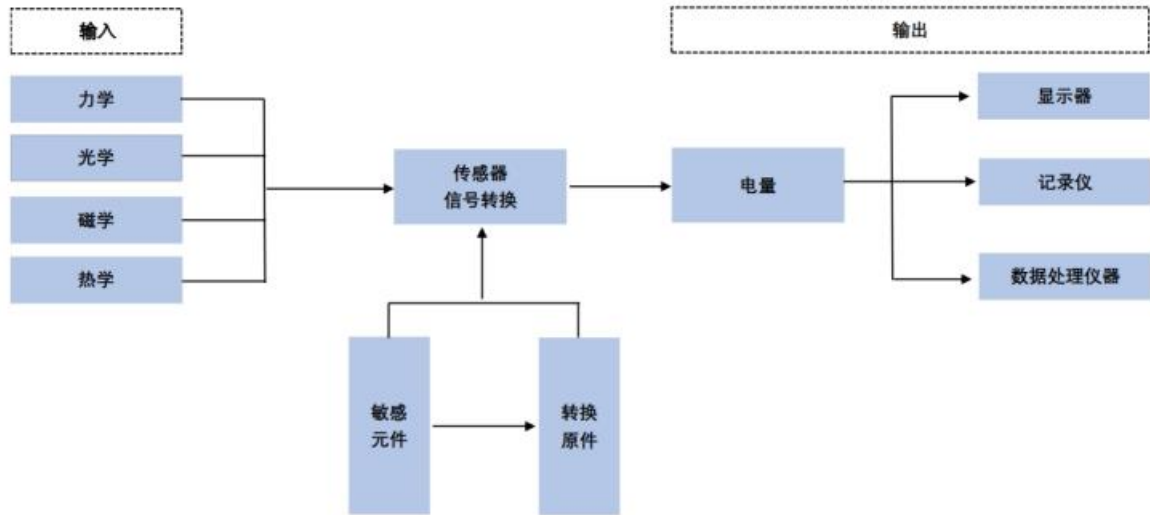 输入
输出
力学
光学
磁学
热学
传感器
信号转换
电量
显示器
记录仪
数据处理仪器
敏感
元件
转换
原件